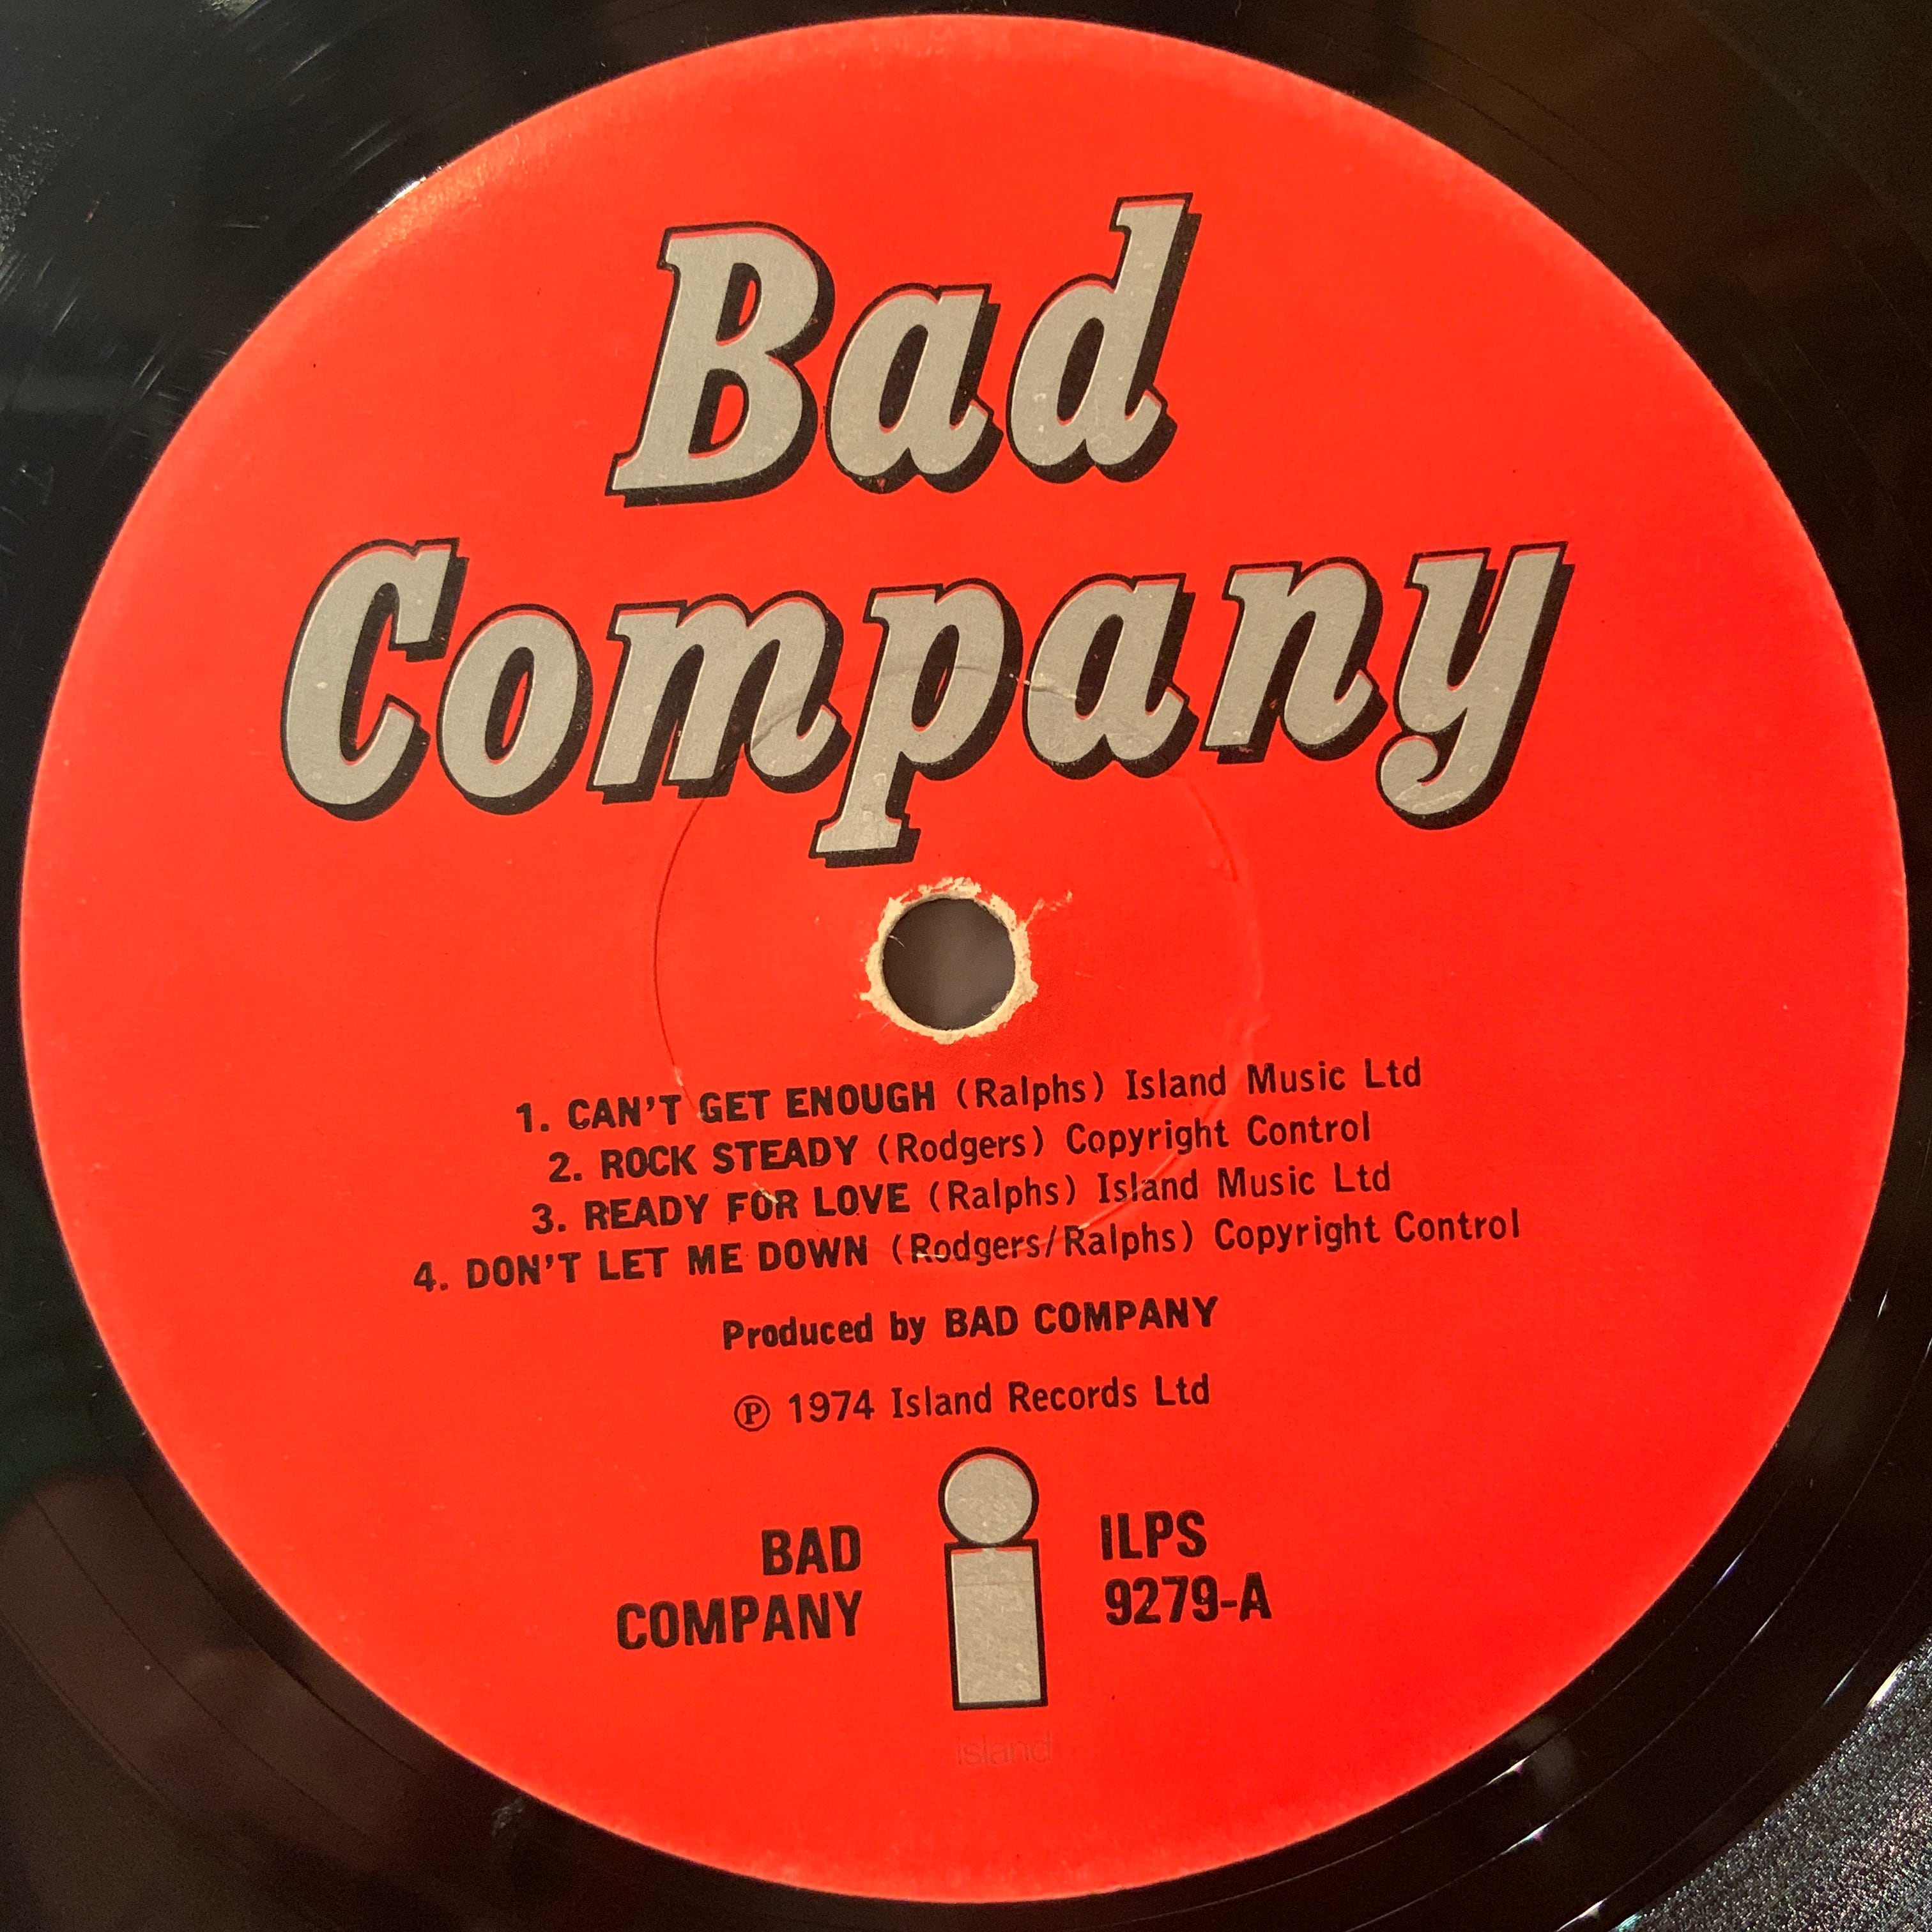 Bad
Company
1. CAN'T GET ENOUGH (Ralphs) Island Music Ltd
2. ROCK STEADY (Rodgers) Copyright Control
3. READY FOR LOVE (Ralphs) Island Music Ltd
4. DON'T LET ME DOWN (Rodgers/Ralphs) Copyright Control
Produced by BAD COMPANY
Ⓟ 1974 Island Records Ltd
BAD
COMPANY
i
ILPS
9279-A
island